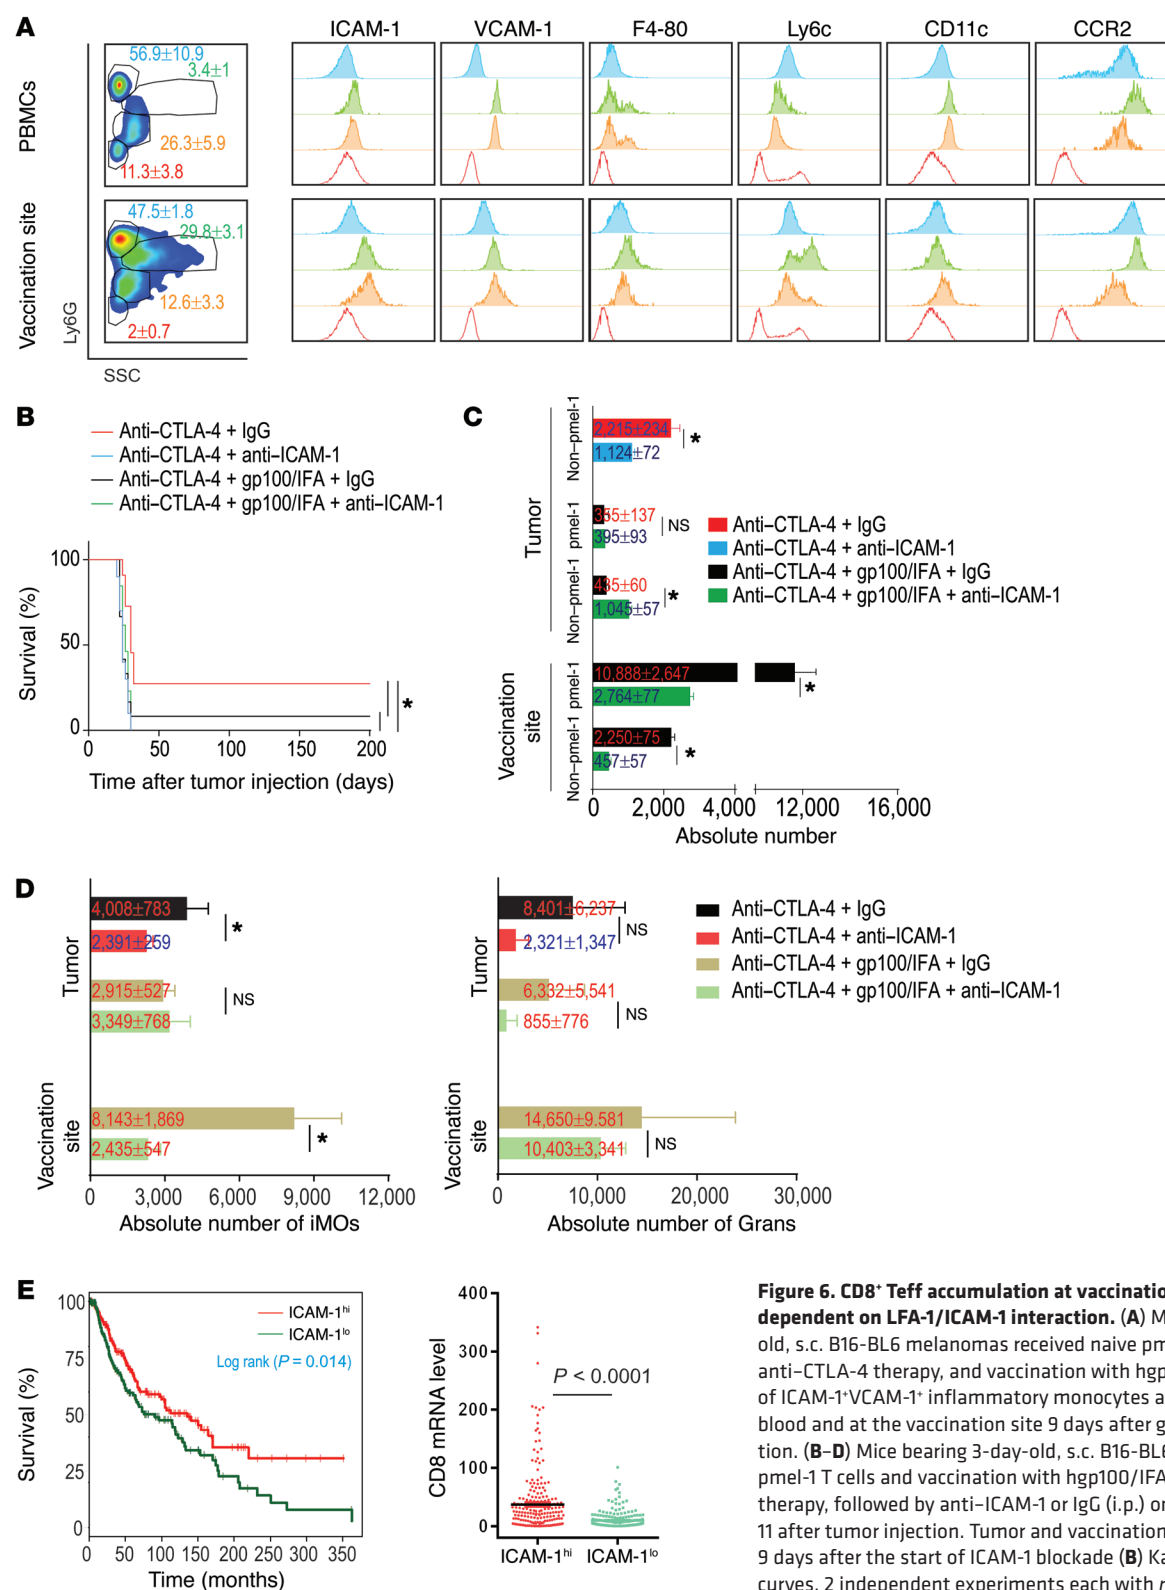 A
ICAM-1
VCAM-1
F4-80
Ly6c
CD11c
CCR2
PBMCs
56.9±10.9
3.4±1
26.3±5.9
11.3±3.8
Vaccination site
47.5±1.8
29.8±3.1
12.6±3.3
2±0.7
Ly6G
SSC
B
Anti–CTLA-4 + IgG
Anti–CTLA-4 + anti–ICAM-1
Anti–CTLA-4 + gp100/IFA + IgG
Anti–CTLA-4 + gp100/IFA + anti–ICAM-1
Survival (%)
100
50
0
0 50 100 150 200
*
Time after tumor injection (days)
C
Tumor
Non–pmel-1
2,215±234
1,124±72
*
pmel-1
355±137
395±93
NS
Non–pmel-1
435±60
1,045±57
*
Vaccination
site
pmel-1
10,888±2,647
2,764±77
*
Non–pmel-1
2,250±75
457±57
*
0 2,000 4,000 12,000 16,000
Absolute number
Anti–CTLA-4 + IgG
Anti–CTLA-4 + anti–ICAM-1
Anti–CTLA-4 + gp100/IFA + IgG
Anti–CTLA-4 + gp100/IFA + anti–ICAM-1
D
Tumor
4,008±783
2,391±259
*
2,915±527
3,349±768
NS
Vaccination
site
8,143±1,869
2,435±547
*
0 3,000 6,000 9,000 12,000
Absolute number of iMOs
Tumor
8,401±6,237
2,321±1,347
NS
6,332±5,541
855±776
NS
Vaccination
site
14,650±9.581
10,403±3,341
NS
0 10,000 20,000 30,000
Absolute number of Grans
Anti–CTLA-4 + IgG
Anti–CTLA-4 + anti–ICAM-1
Anti–CTLA-4 + gp100/IFA + IgG
Anti–CTLA-4 + gp100/IFA + anti–ICAM-1
E
Survival (%)
100
75
50
25
0
ICAM-1hi
ICAM-1lo
Log rank (P = 0.014)
0 50 100 150 200 250 300 350
Time (months)
CD8 mRNA level
400
300
200
100
0
P < 0.0001
ICAM-1hi ICAM-1lo
Figure 6. CD8+ Teff accumulation at vaccination
dependent on LFA-1/ICAM-1 interaction. (A) M
old, s.c. B16-BL6 melanomas received naive pm
anti–CTLA-4 therapy, and vaccination with hgp
of ICAM-1+VCAM-1+ inflammatory monocytes a
blood and at the vaccination site 9 days after g
tion. (B–D) Mice bearing 3-day-old, s.c. B16-BL6
pmel-1 T cells and vaccination with hgp100/IFA
therapy, followed by anti–ICAM-1 or IgG (i.p.) or
11 after tumor injection. Tumor and vaccination
9 days after the start of ICAM-1 blockade (B) Ka
curves, 2 independent experiments each with